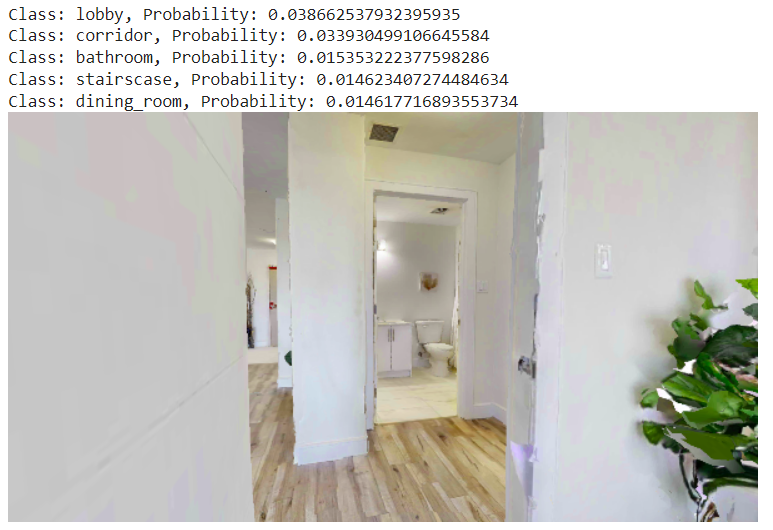 Class: lobby, Probability: 0.038662537932395935
Class: corridor, Probability: 0.033930499106645584
Class: bathroom, Probability: 0.015353222377598286
Class: stairscase, Probability: 0.014623407274484634
Class: dining_room, Probability: 0.014617716893553734